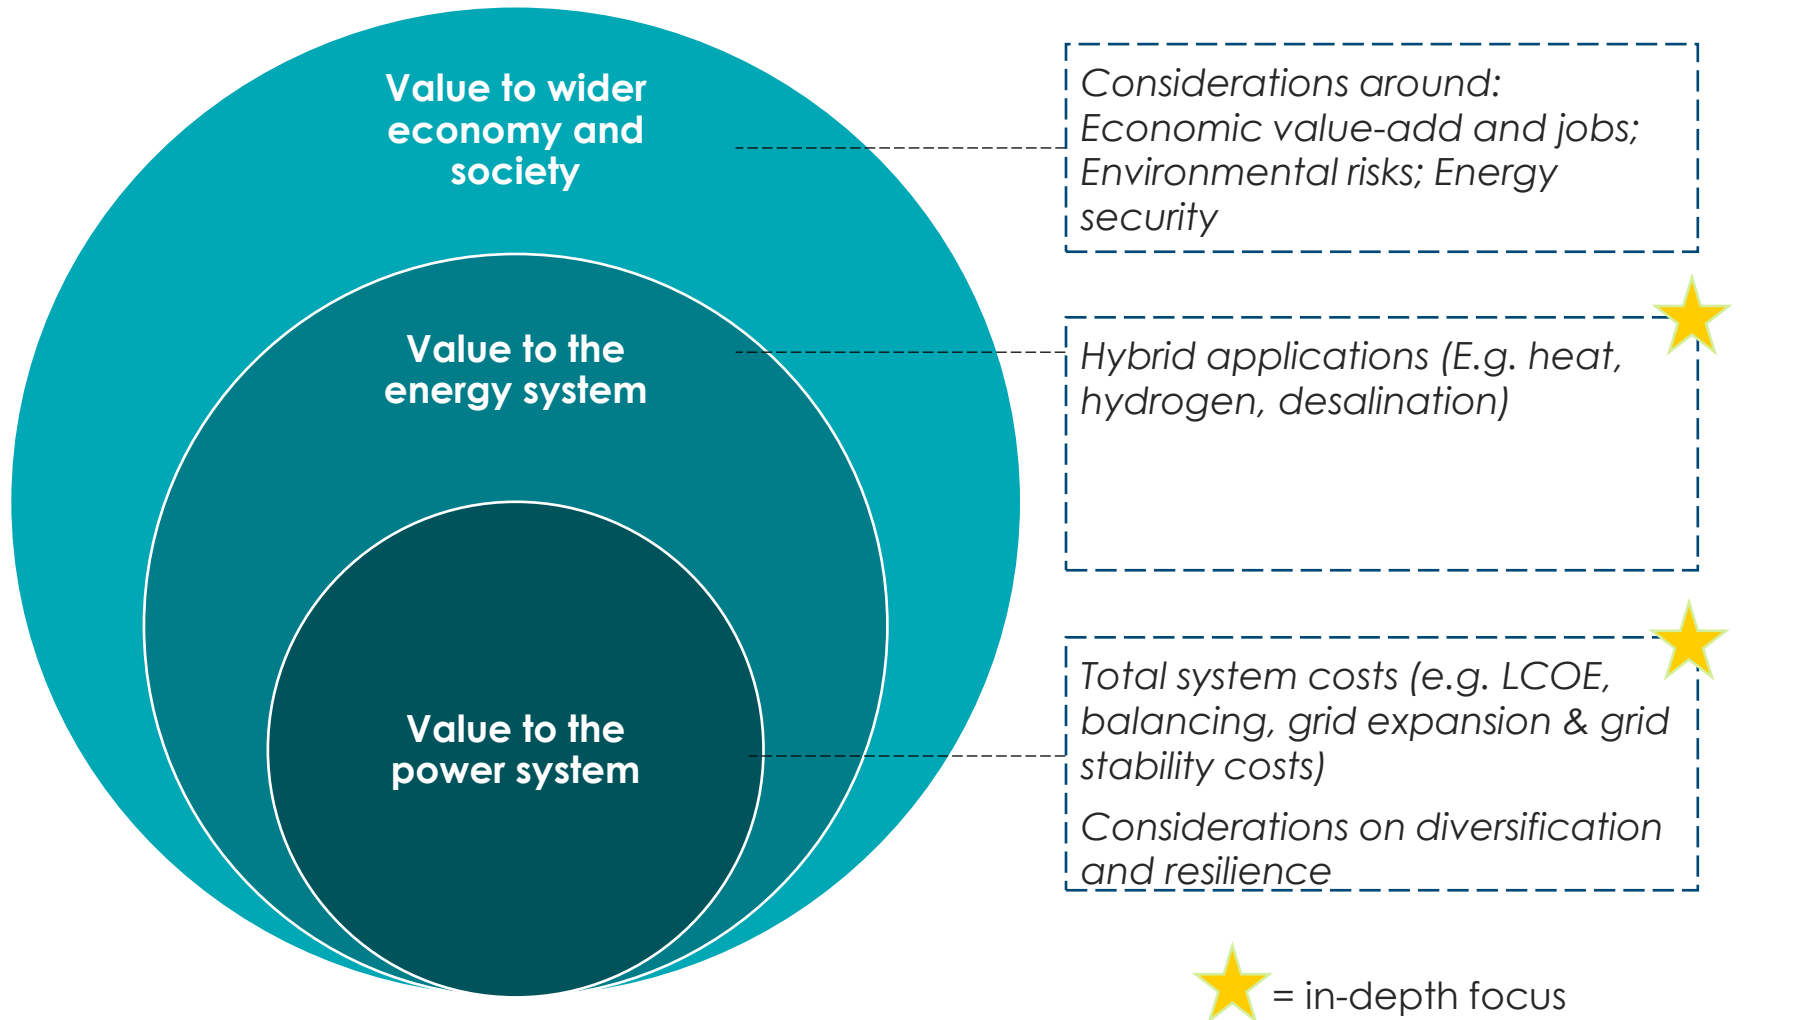 Value to wider
economy and
society
Considerations around:
Economic value-add and jobs;
Environmental risks; Energy
security
Value to the
energy system
Hybrid applications (E.g. heat,
hydrogen, desalination)
Value to the
power system
Total system costs (e.g. LCOE,
balancing, grid expansion & grid
stability costs)
Considerations on diversification
and resilience
= in-depth focus